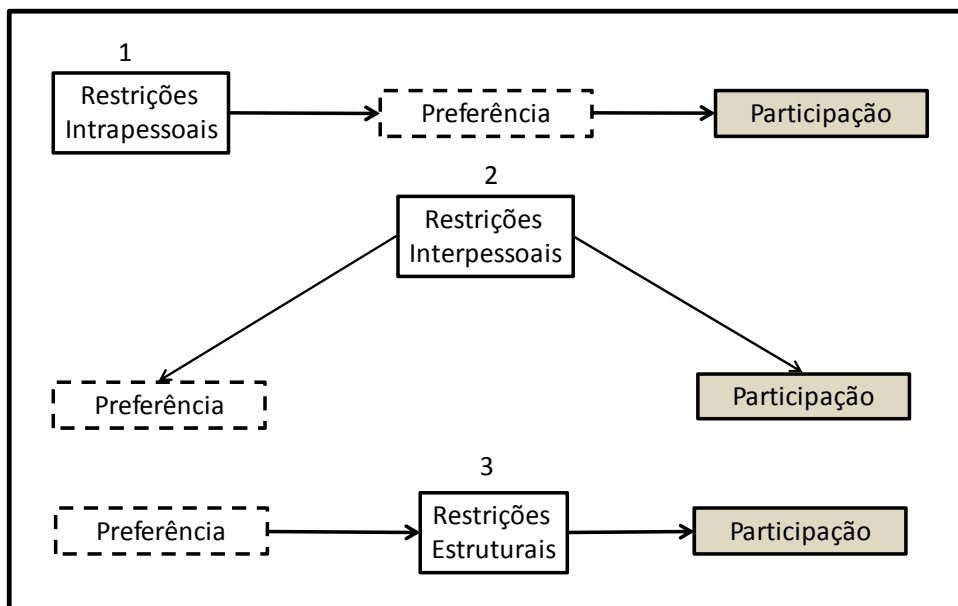 1
Restrições
Intrapessoais
Preferência
Participação
2
Restrições
Interpessoais
Preferência
Participação
3
Preferência
Restrições
Estruturais
Participação